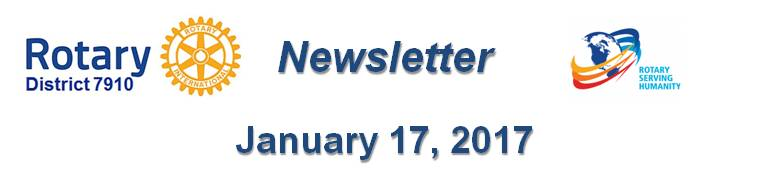 Rotary
District 7910
ROTARY
INTERNATIONAL
Newsletter
ROTARY
SERVING
HUMANITY
January 17, 2017